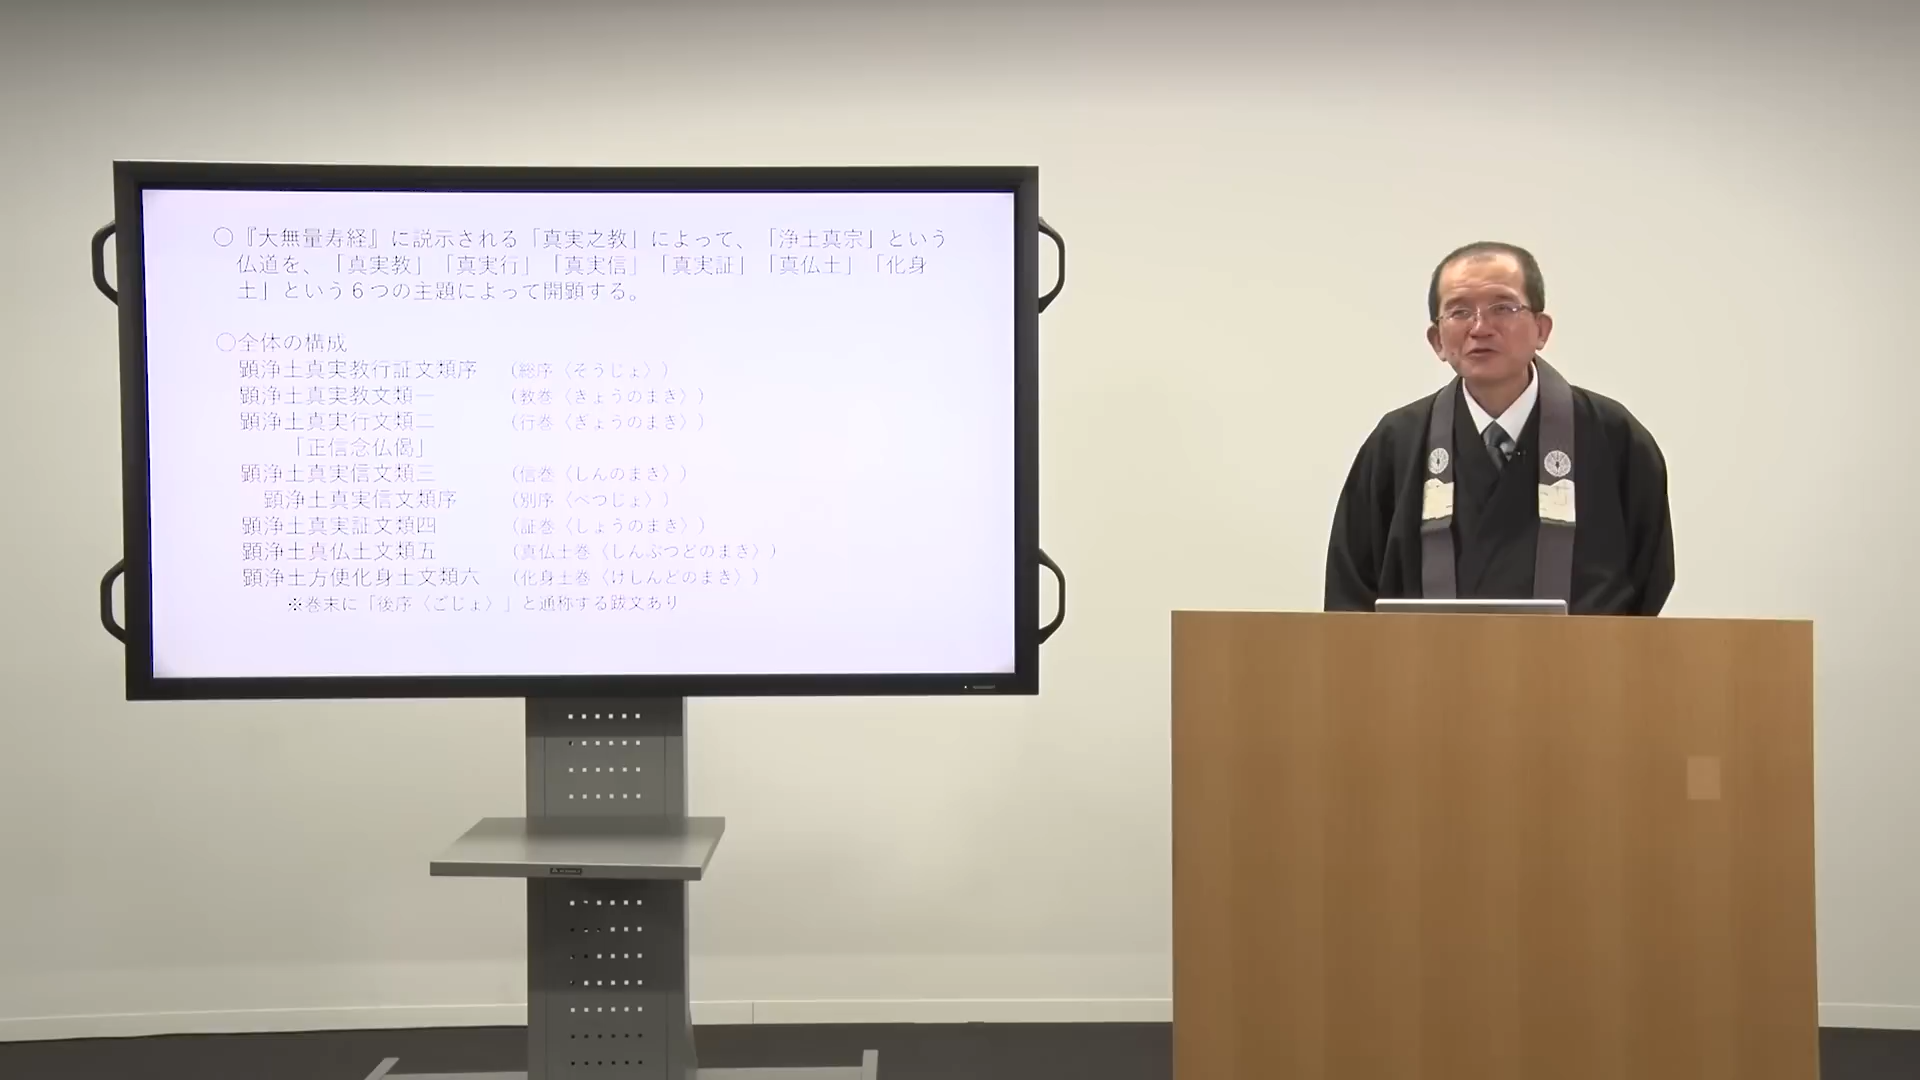 ○『大無量寿経』に説示される「真実之教」によって、「浄土真宗」という
仏道を、「真実教」「真実行」「真実信」「真実証」「真仏土」「化身
土」という６つの主題によって開顕する。
○全体の構成
顕浄土真実教行証文類序 （総序〈そうじょ〉）
顕浄土真実教文類一 （教巻〈きょうのまき〉）
顕浄土真実行文類二 （行巻〈ぎょうのまき〉）
「正信念仏偈」
顕浄土真実信文類三 （信巻〈しんのまき〉）
顕浄土真実信文類序 （別序〈べつじょ〉）
顕浄土真実証文類四 （証巻〈しょうのまき〉）
顕浄土真仏土文類五 （真仏土巻〈しんぶつどのまき〉）
顕浄土方便化身土文類六 （化身土巻〈けしんどのまき〉）
※巻末に「後序〈ごじょ〉」と通称する跋文あり